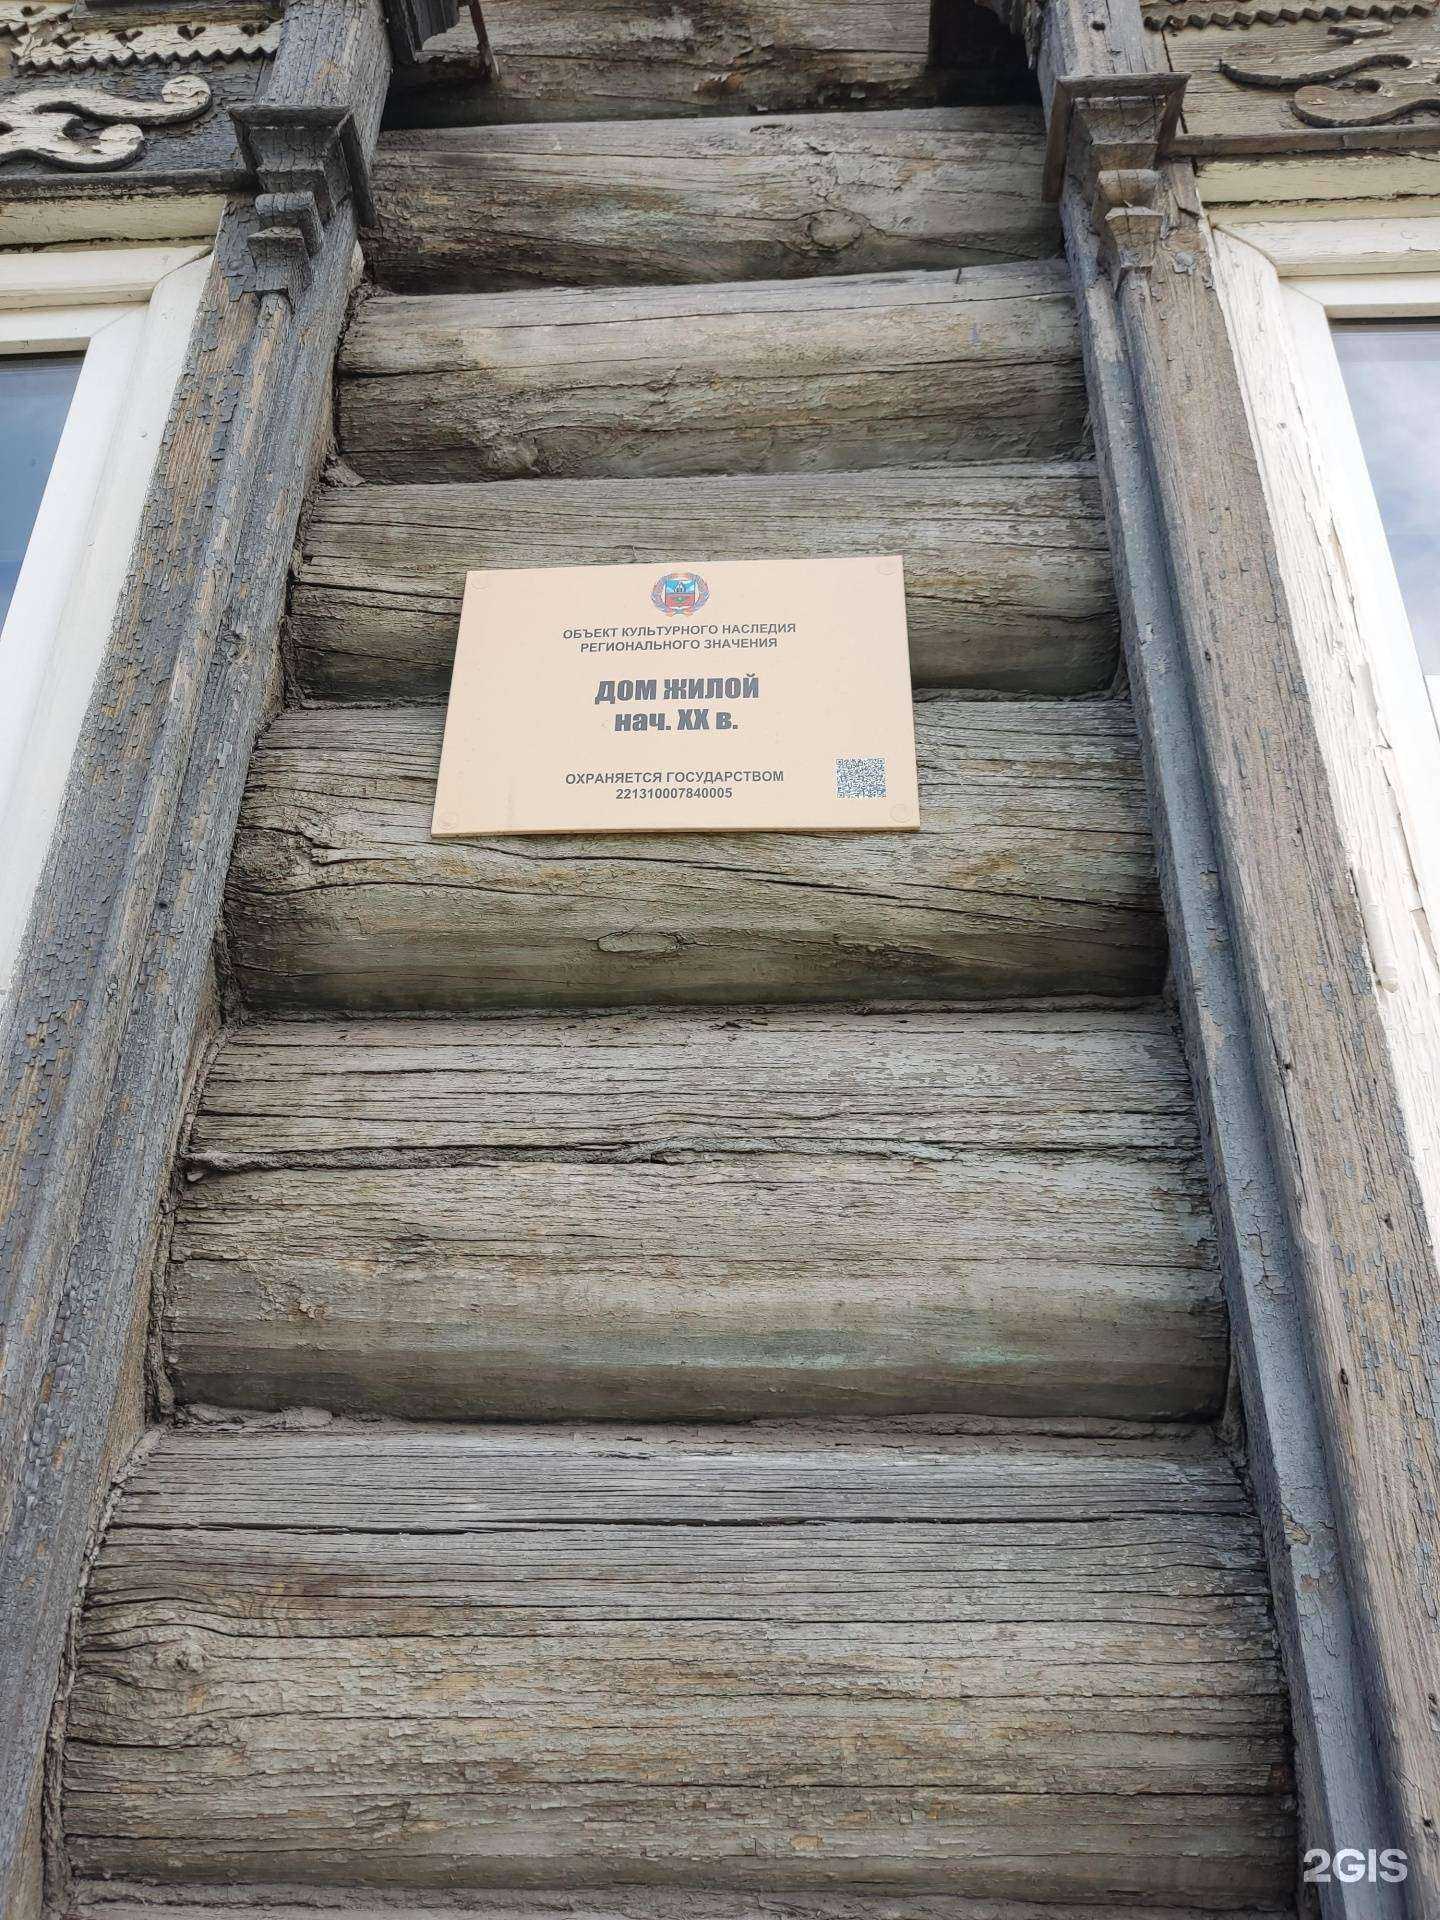 ОБЪЕКТ КУЛЬТУРНОГО НАСЛЕДИЯ
РЕГИОНАЛЬНОГО ЗНАЧЕНИЯ
ДОМ ЖИЛОЙ
нач. XX в.
ОХРАНЯЕТСЯ ГОСУДАРСТВОМ
221310007840005
2GIS